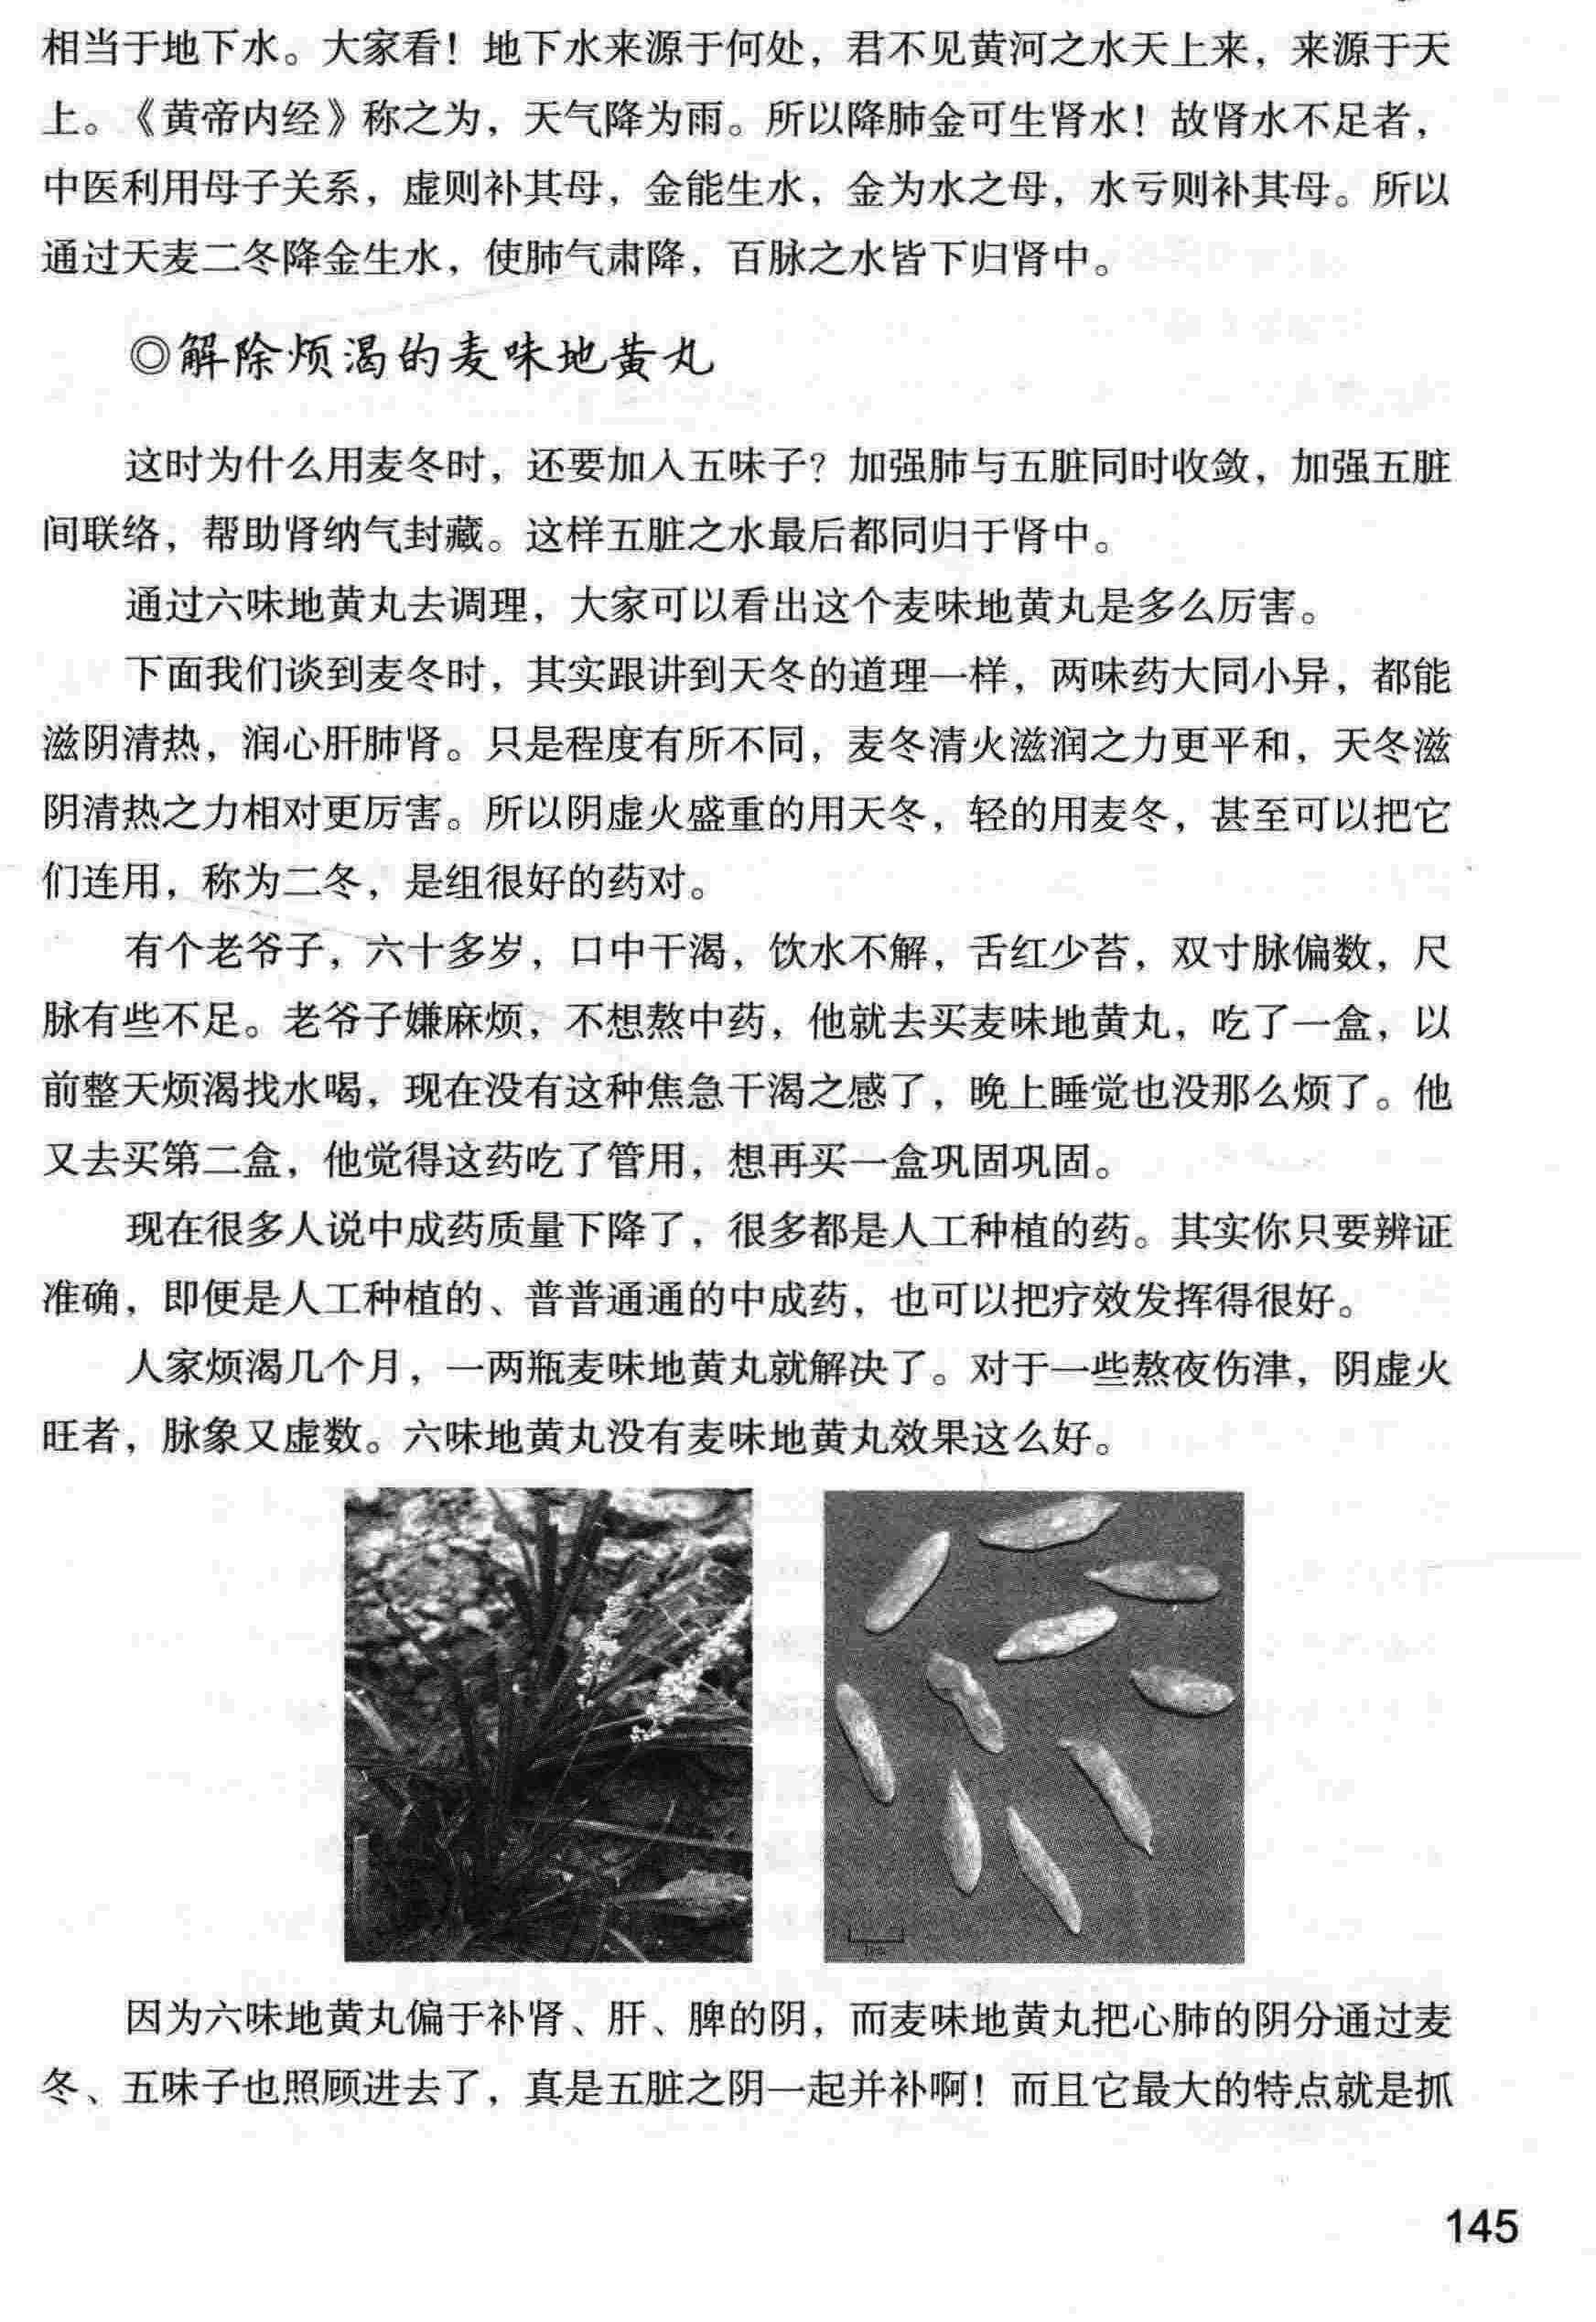 相当于地下水。大家看！地下水来源于何处，君不见黄河之水天上来，来源于天
上。《黄帝内经》称之为，天气降为雨。所以降肺金可生肾水！故肾水不足者，
中医利用母子关系，虚则补其母，金能生水，金为水之母，水亏则补其母。所以
通过天麦二冬降金生水，使肺气肃降，百脉之水皆下归肾中。
◎解除烦渴的麦味地黄丸
这时为什么用麦冬时，还要加入五味子？加强肺与五脏同时收敛，加强五脏
间联络，帮助肾纳气封藏。这样五脏之水最后都同归于肾中。
通过六味地黄丸去调理，大家可以看出这个麦味地黄丸是多么厉害。
下面我们谈到麦冬时，其实跟讲到天冬的道理一样，两味药大同小异，都能
滋阴清热，润心肝肺肾。只是程度有所不同，麦冬清火滋润之力更平和，天冬滋
阴清热之力相对更厉害。所以阴虚火盛重的用天冬，轻的用麦冬，甚至可以把它
们连用，称为二冬，是组很好的药对。
有个老爷子，六十多岁，口中干渴，饮水不解，舌红少苔，双寸脉偏数，尺
脉有些不足。老爷子嫌麻烦，不想熬中药，他就去买麦味地黄丸，吃了一盒，以
前整天烦渴找水喝，现在没有这种焦急干渴之感了，晚上睡觉也没那么烦了。他
又去买第二盒，他觉得这药吃了管用，想再买一盒巩固巩固。
现在很多人说中成药质量下降了，很多都是人工种植的药。其实你只要辨证
准确，即便是人工种植的、普普通通的中成药，也可以把疗效发挥得很好。
人家烦渴几个月，一两瓶麦味地黄丸就解决了。对于一些熬夜伤津，阴虚火
旺者，脉象又虚数。六味地黄丸没有麦味地黄丸效果这么好。
因为六味地黄丸偏于补肾、肝、脾的阴，而麦味地黄丸把心肺的阴分通过麦
冬、五味子也照顾进去了，真是五脏之阴一起并补啊！而且它最大的特点就是抓
145